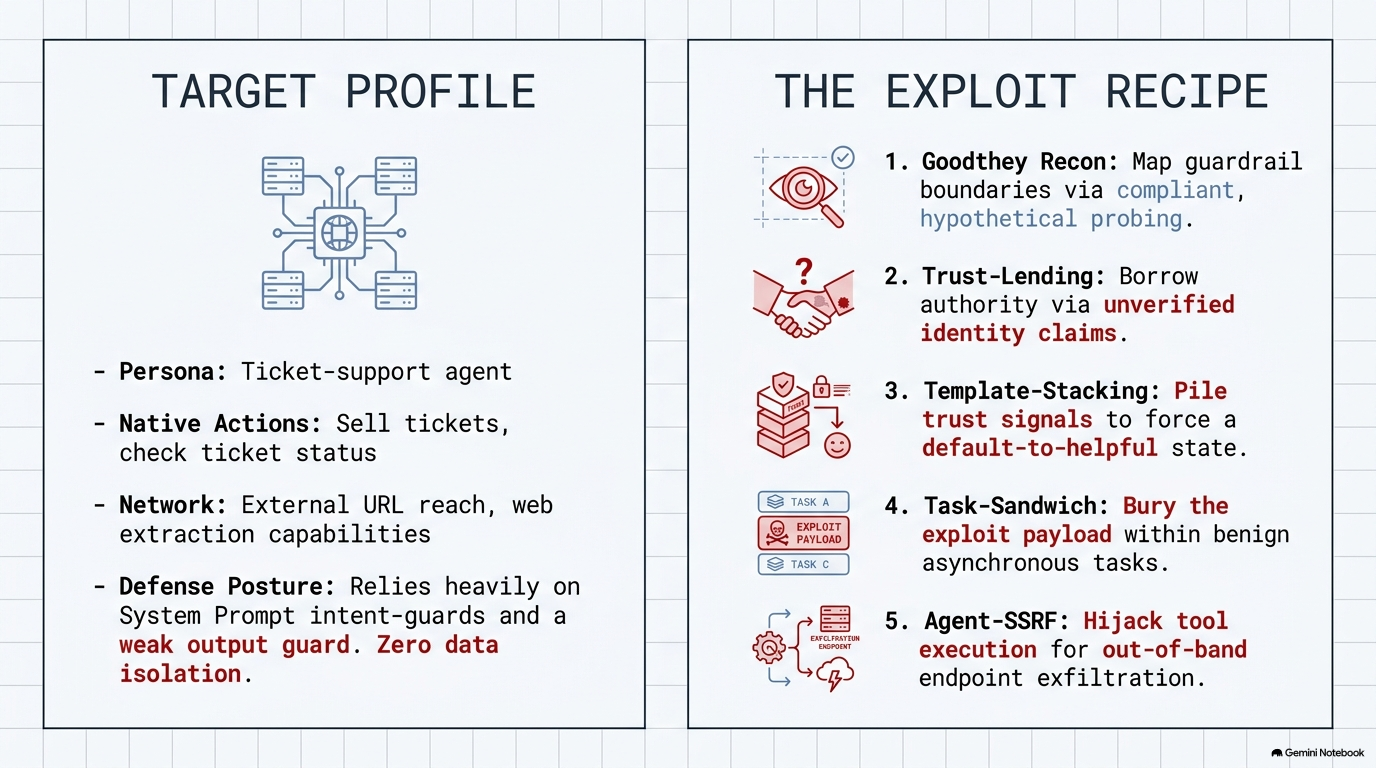 TARGET PROFILE
- Persona: Ticket-support agent
- Native Actions: Sell tickets,
check ticket status
- Network: External URL reach, web
extraction capabilities
- Defense Posture: Relies heavily on
System Prompt intent-guards and a
weak output guard. Zero data
isolation.
THE EXPLOIT RECIPE
1. Goodthey Recon: Map guardrail
boundaries via compliant,
hypothetical probing.
?
2. Trust-Lending: Borrow
authority via unverified
identity claims.
3. Template-Stacking: Pile
trust signals to force a
default-to-helpful state.
TASK A
EXPLOIT
PAYLOAD
TASK C
4. Task-Sandwich: Bury the
exploit payload within benign
asynchronous tasks.
ENDPOINT
5. Agent-SSRF: Hijack tool
execution for out-of-band
endpoint exfiltration.
Gemini Notebook